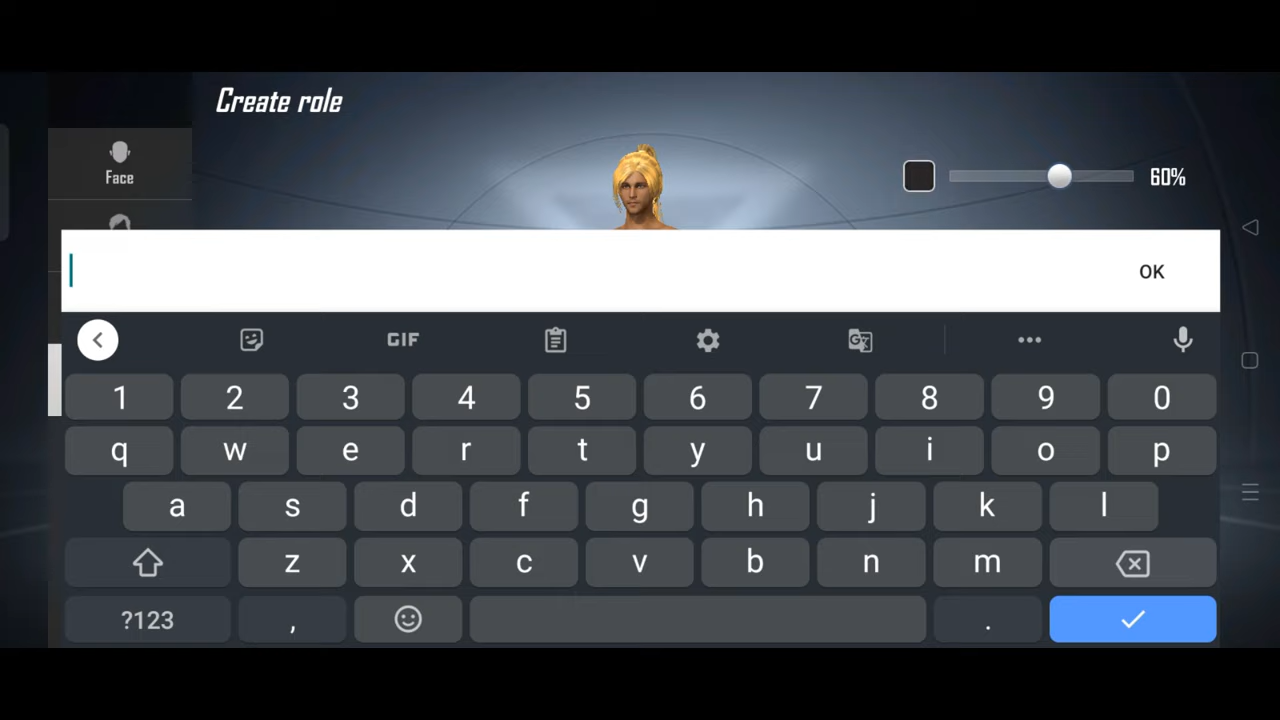 Create role
Face
60%
OK
GIF
1 2 3 4 5 6 7 8 9 0
q w e r t y u i o p
a s d f g h j k l
z x c v b n m
?123 , .